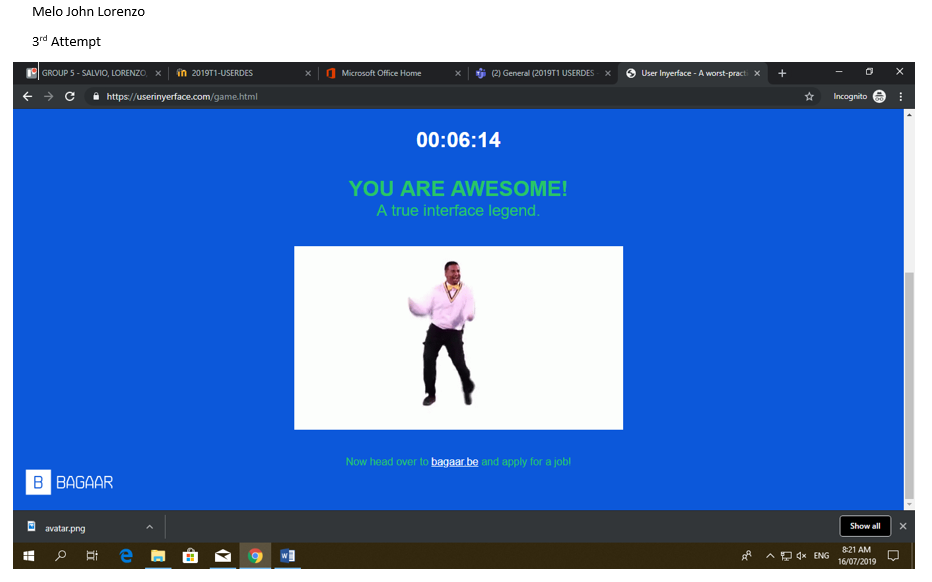 Melo John Lorenzo
3rd Attempt
GROUP 5 - SALVIO, LORENZO,
2019T1-USERDES
Microsoft Office Home
(2) General (2019T1 USERDES
User Inyerface - A worst-practi
https://userinyerface.com/game.html
Incognito
00:06:14
YOU ARE AWESOME!
A true interface legend.
Now head over to bagaar.be and apply for a job!
B BAGAAR
avatar.png
Show all
ENG
8:21 AM
16/07/2019